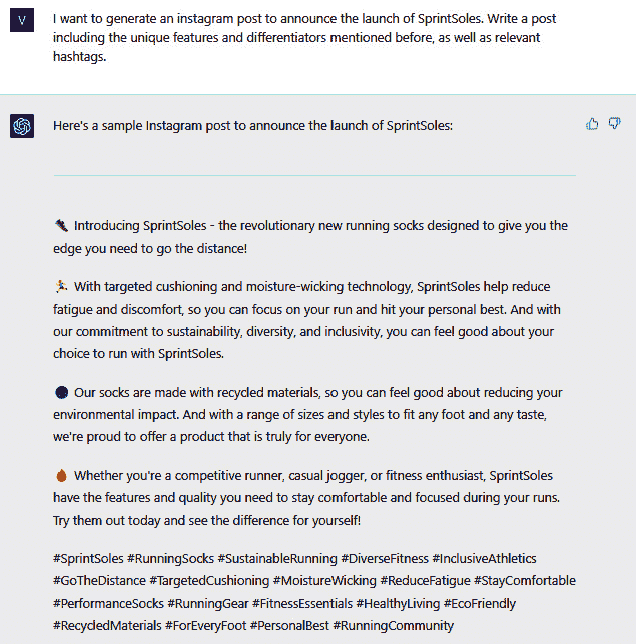 V
I want to generate an instagram post to announce the launch of SprintSoles. Write a post
including the unique features and differentiators mentioned before, as well as relevant
hashtags.
Here's a sample Instagram post to announce the launch of SprintSoles:
👟 Introducing SprintSoles - the revolutionary new running socks designed to give you the
edge you need to go the distance!
🏃 With targeted cushioning and moisture-wicking technology, SprintSoles help reduce
fatigue and discomfort, so you can focus on your run and hit your personal best. And with
our commitment to sustainability, diversity, and inclusivity, you can feel good about your
choice to run with SprintSoles.
Our socks are made with recycled materials, so you can feel good about reducing your
environmental impact. And with a range of sizes and styles to fit any foot and any taste,
we're proud to offer a product that is truly for everyone.
Whether you're a competitive runner, casual jogger, or fitness enthusiast, SprintSoles
have the features and quality you need to stay comfortable and focused during your runs.
Try them out today and see the difference for yourself!
#SprintSoles #RunningSocks #SustainableRunning #DiverseFitness #InclusiveAthletics
#GoTheDistance #TargetedCushioning #MoistureWicking #ReduceFatigue #StayComfortable
#PerformanceSocks #RunningGear #FitnessEssentials #HealthyLiving #EcoFriendly
#RecycledMaterials #ForEveryFoot #PersonalBest #RunningCommunity